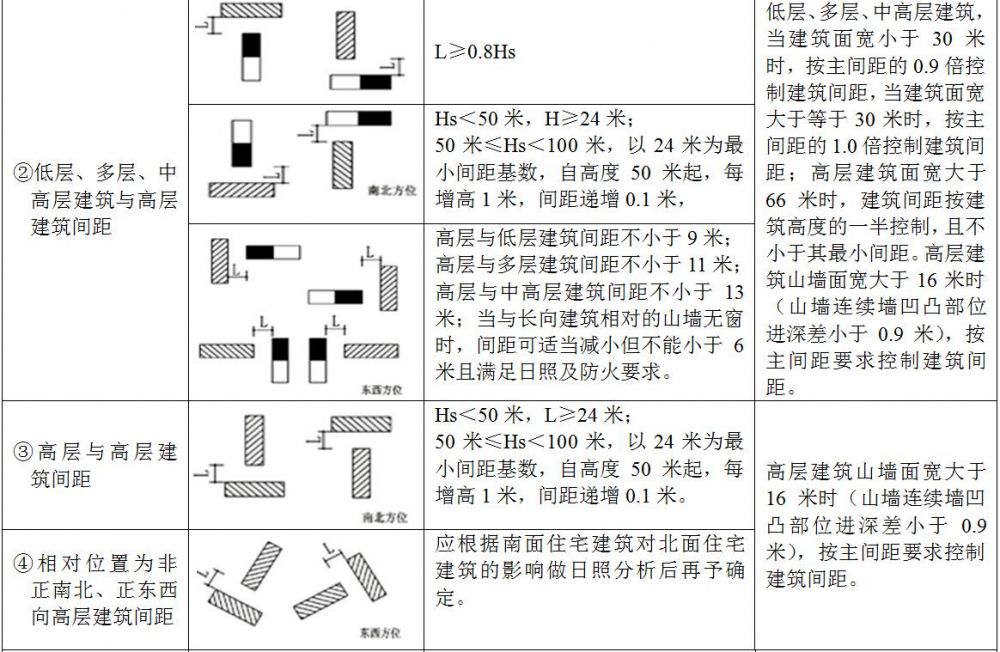 ②低层、多层、中
高层建筑与高层
建筑间距
L
L
L≥0.8Hs
L
L
南北方位
Hs＜50 米，H≥24 米；
50 米≤Hs＜100 米，以 24 米为最
小间距基数，自高度 50 米起，每
增高 1 米，间距递增 0.1 米，
L
L
L
L
东西方位
高层与低层建筑间距不小于 9 米；
高层与多层建筑间距不小于 11 米；
高层与中高层建筑间距不小于 13
米；当与长向建筑相对的山墙无窗
时，间距可适当减小但不能小于 6
米且满足日照及防火要求。
低层、多层、中高层建筑，
当建筑面宽小于 30 米
时，按主间距的 0.9 倍控
制建筑间距，当建筑面宽
大于等于 30 米时，按主
间距的 1.0 倍控制建筑间
距；高层建筑面宽大于
66 米时，建筑间距按建
筑高度的一半控制，且不
小于其最小间距。高层建
筑山墙面宽大于 16 米时
（山墙连续墙凹凸部位
进深差小于 0.9 米），按
主间距要求控制建筑间
距。
③高层与高层建
筑间距
L
L
南北方位
Hs＜50 米，L≥24 米；
50 米≤Hs＜100 米，以 24 米为最
小间距基数，自高度 50 米起，每
增高 1 米，间距递增 0.1 米。
高层建筑山墙面宽大于
16 米时（山墙连续墙凹
凸部位进深差小于 0.9
米），按主间距要求控制
建筑间距。
④相对位置为非
正南北、正东西
向高层建筑间距
L
L
东西方位
应根据南面住宅建筑对北面住宅
建筑的影响做日照分析后再予确
定。